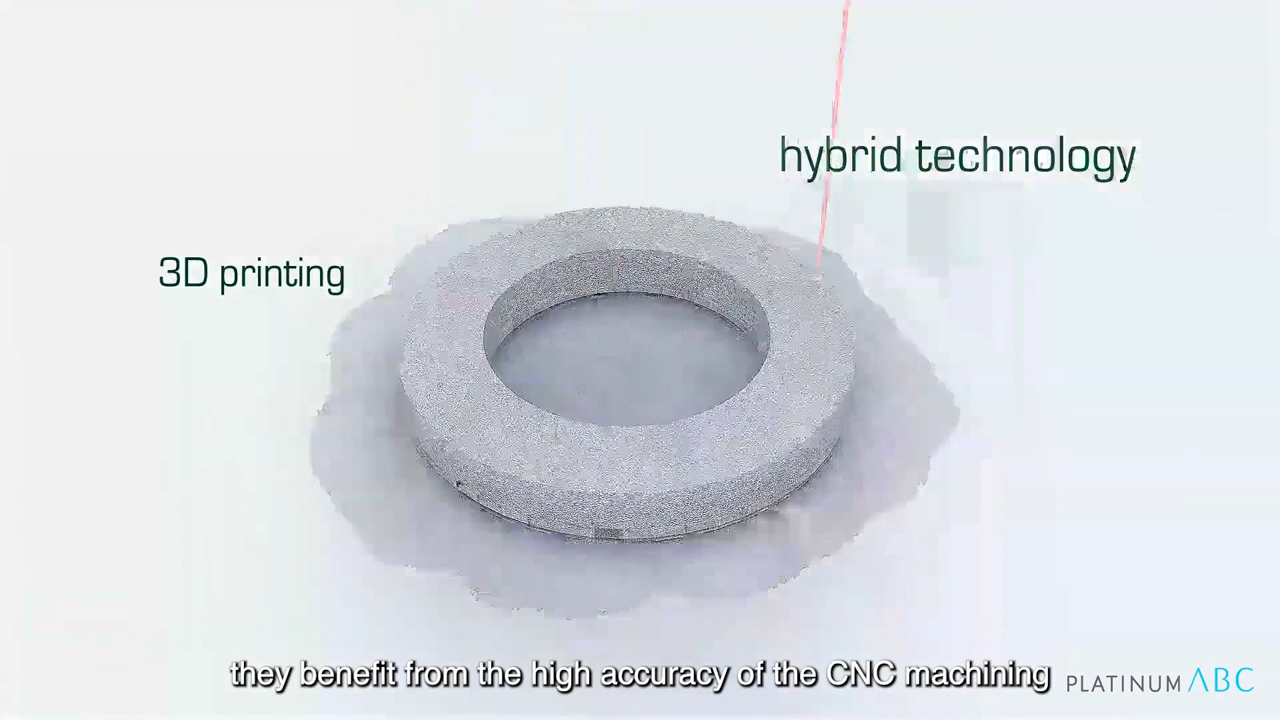 hybrid technology
3D printing
they benefit from the high accuracy of the CNC machining
PLATINUM ABC